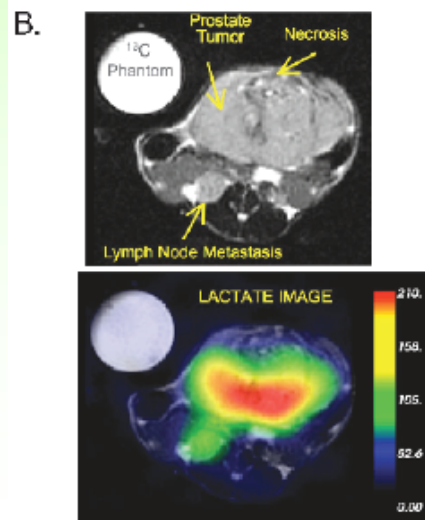 B.
Prostate
Tumor
Necrosis
¹³C
Phantom
Lymph Node Metastasis
LACTATE IMAGE
210.
158.
105.
52.6
0.00